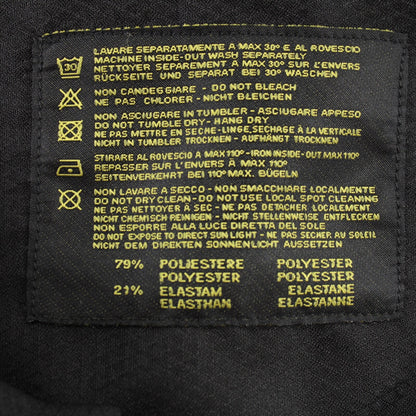 30
LAVARE SEPARATAMENTE A MAX 30° E AL ROVESCIO
MACHINE INSIDE-OUT WASH SEPARATELY
NETTOYER SEPAREMENT A MAX 30° SUR L'ENVERS
RÜCKSEITE UND SEPARAT BEI 30° WASCHEN
NON CANDEGGIARE - DO NOT BLEACH
NE PAS CHLORER - NICHT BLEICHEN
NON ASCIUGARE IN TUMBLER - ASCIUGARE APPESO
DO NOT TUMBLE DRY - HANG DRY
NE PAS METTRE EN SECHE - LINGE, SECHAGE À LA VERTICALE
NICHT IN TUMBLER TROCKNEN - AUFHÄNGT TROCKNEN
STIRARE AL ROVESCIO A MAX 110° - IRON INSIDE-OUT MAX 110°
REPASSER SUR L'ENVERS À MAX 110°
SEITENVERKEHRT BEI 110° MAX. BÜGELN
NON LAVARE A SECCO - NON SMACCHIARE LOCALMENTE
DO NOT DRY CLEAN - DO NOT USE LOCAL SPOT CLEANING
NE PAS NETTOYER A SEC - NE PAS DETACHER LOCALEMENT
NICHT CHEMISCH REINIGEN - NICHT STELLENWEISE ENTFLECKEN
NON ESPORRE ALLA LUCE DIRETTA DEL SOLE
DO NOT EXPOSE TO DIRECT SUN LIGHT - NE PAS SECHER AU SOLEIL
NICHT DEM DIREKTEN SONNENLICHT AUSSETZEN
79% POLIESTERE POLYESTER
POLYESTER POLYESTER
21% ELASTAM ELASTANE
ELASTHAN ELASTANNE